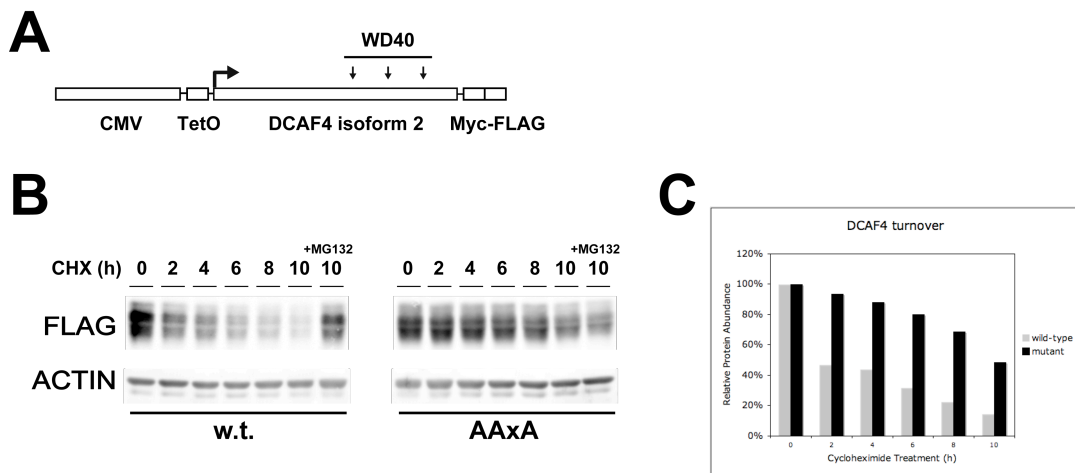 A
WD40
CMV TetO DCAF4 isoform 2 Myc-FLAG
B
+MG132 +MG132
CHX (h) 0 2 4 6 8 10 10 0 2 4 6 8 10 10
FLAG
ACTIN
w.t. AAxA
C
DCAF4 turnover
120%
100%
80%
60%
40%
20%
0%
Relative Protein Abundance
0 2 4 6 8 10
Cycloheximide Treatment (h)
wild-type
mutant